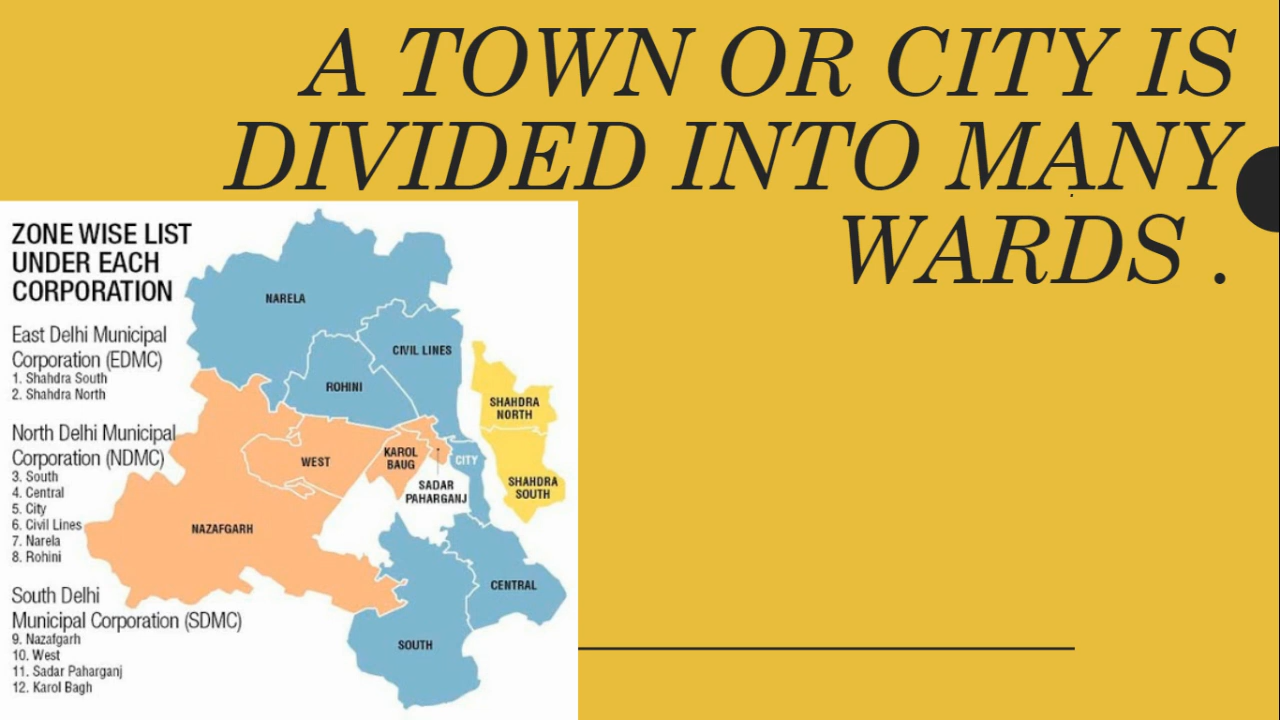 A TOWN OR CITY IS
DIVIDED INTO MANY
WARDS .
ZONE WISE LIST
UNDER EACH
CORPORATION
East Delhi Municipal
Corporation (EDMC)
1. Shahdra South
2. Shahdra North
North Delhi Municipal
Corporation (NDMC)
3. South
4. Central
5. City
6. Civil Lines
7. Narela
8. Rohini
South Delhi
Municipal Corporation (SDMC)
9. Nazafgarh
10. West
11. Sadar Paharganj
12. Karol Bagh
NARELA
CIVIL LINES
ROHINI
SHAHDRA
NORTH
WEST
KAROL
BAUG
CITY
SADAR
PAHARGANJ
SHAHDRA
SOUTH
NAZAFGARH
CENTRAL
SOUTH